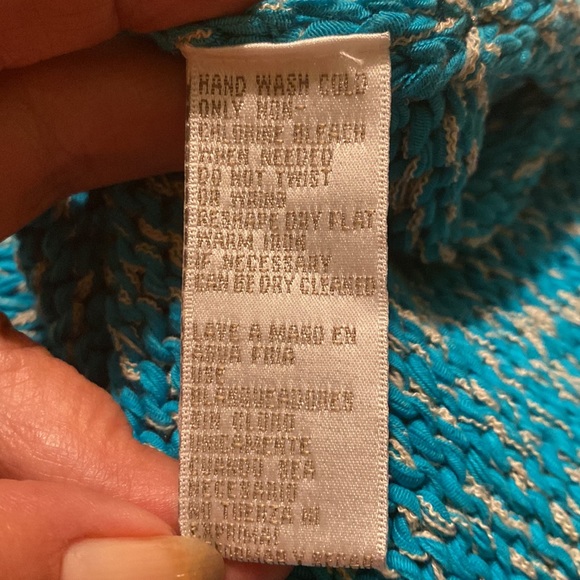 HAND WASH COLD
ONLY NON-
CHLORINE BLEACH
WHEN NEEDED
DO NOT TWIST
OR WRING
RESHAPE DRY FLAT
WARM IRON
IF NECESSARY
CAN BE DRY CLEANED
LAVE A MANO EN
AGUA FRIA
USE
BLANQUEADORES
SIN CLORO
UNICAMENTE
CUANDO SEA
NECESARIO
NO TUERZA NI
EXPRIMA